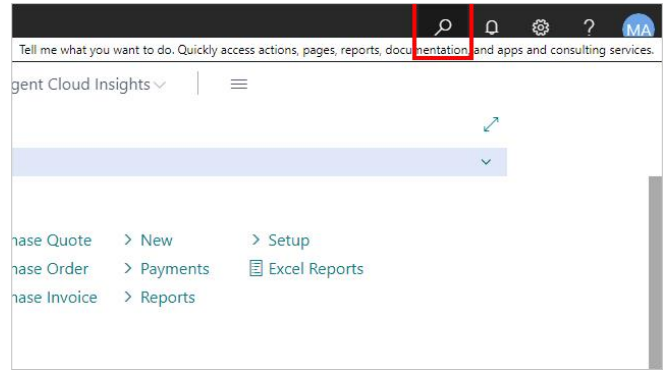 ? MA
Tell me what you want to do. Quickly access actions, pages, reports, documentation, and apps and consulting services.
gent Cloud Insights
hase Quote > New > Setup
hase Order > Payments Excel Reports
hase Invoice > Reports